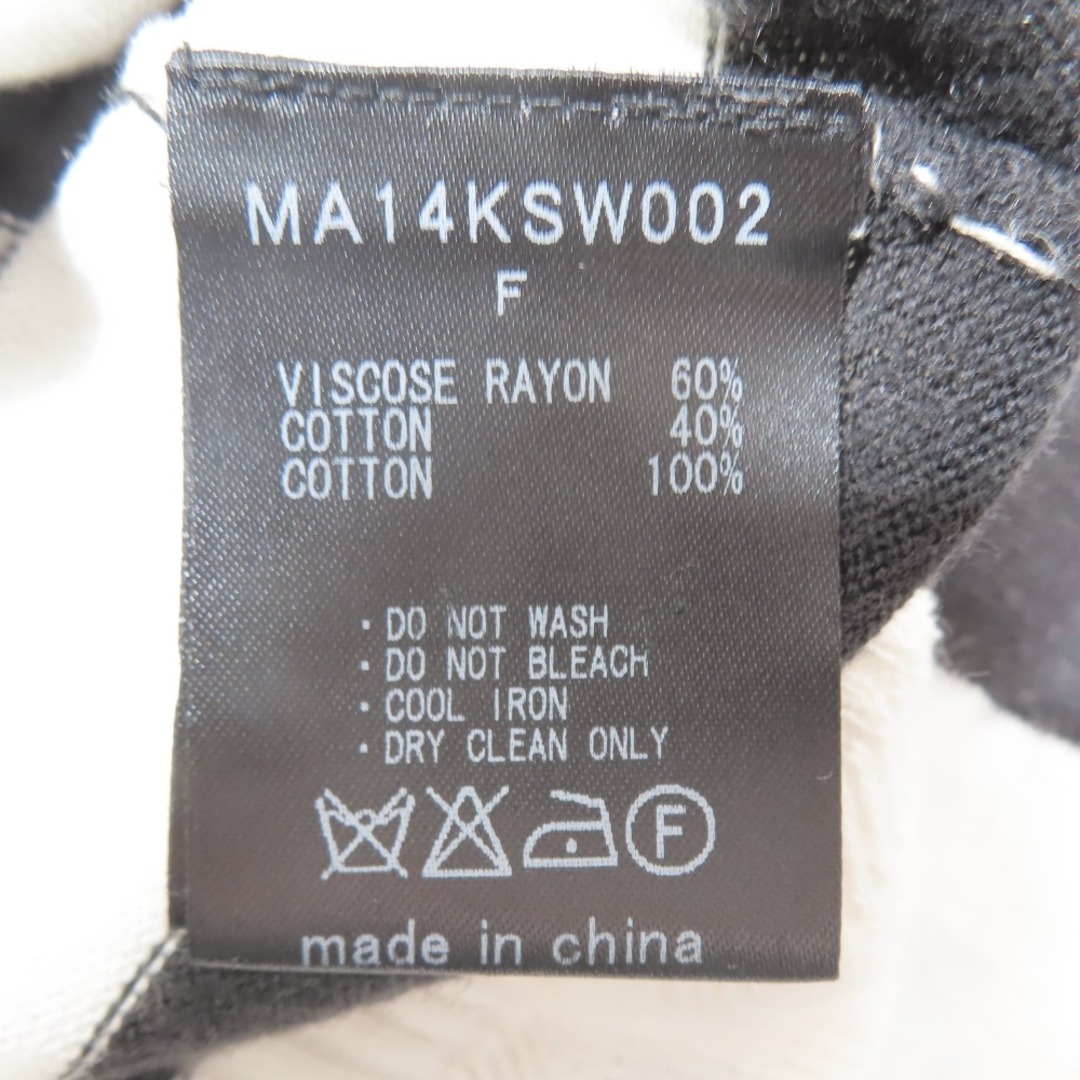 MA14KSW002
F
VISCOSE RAYON 60%
COTTON 40%
COTTON 100%
· DO NOT WASH
· DO NOT BLEACH
· COOL IRON
· DRY CLEAN ONLY
F
made in china